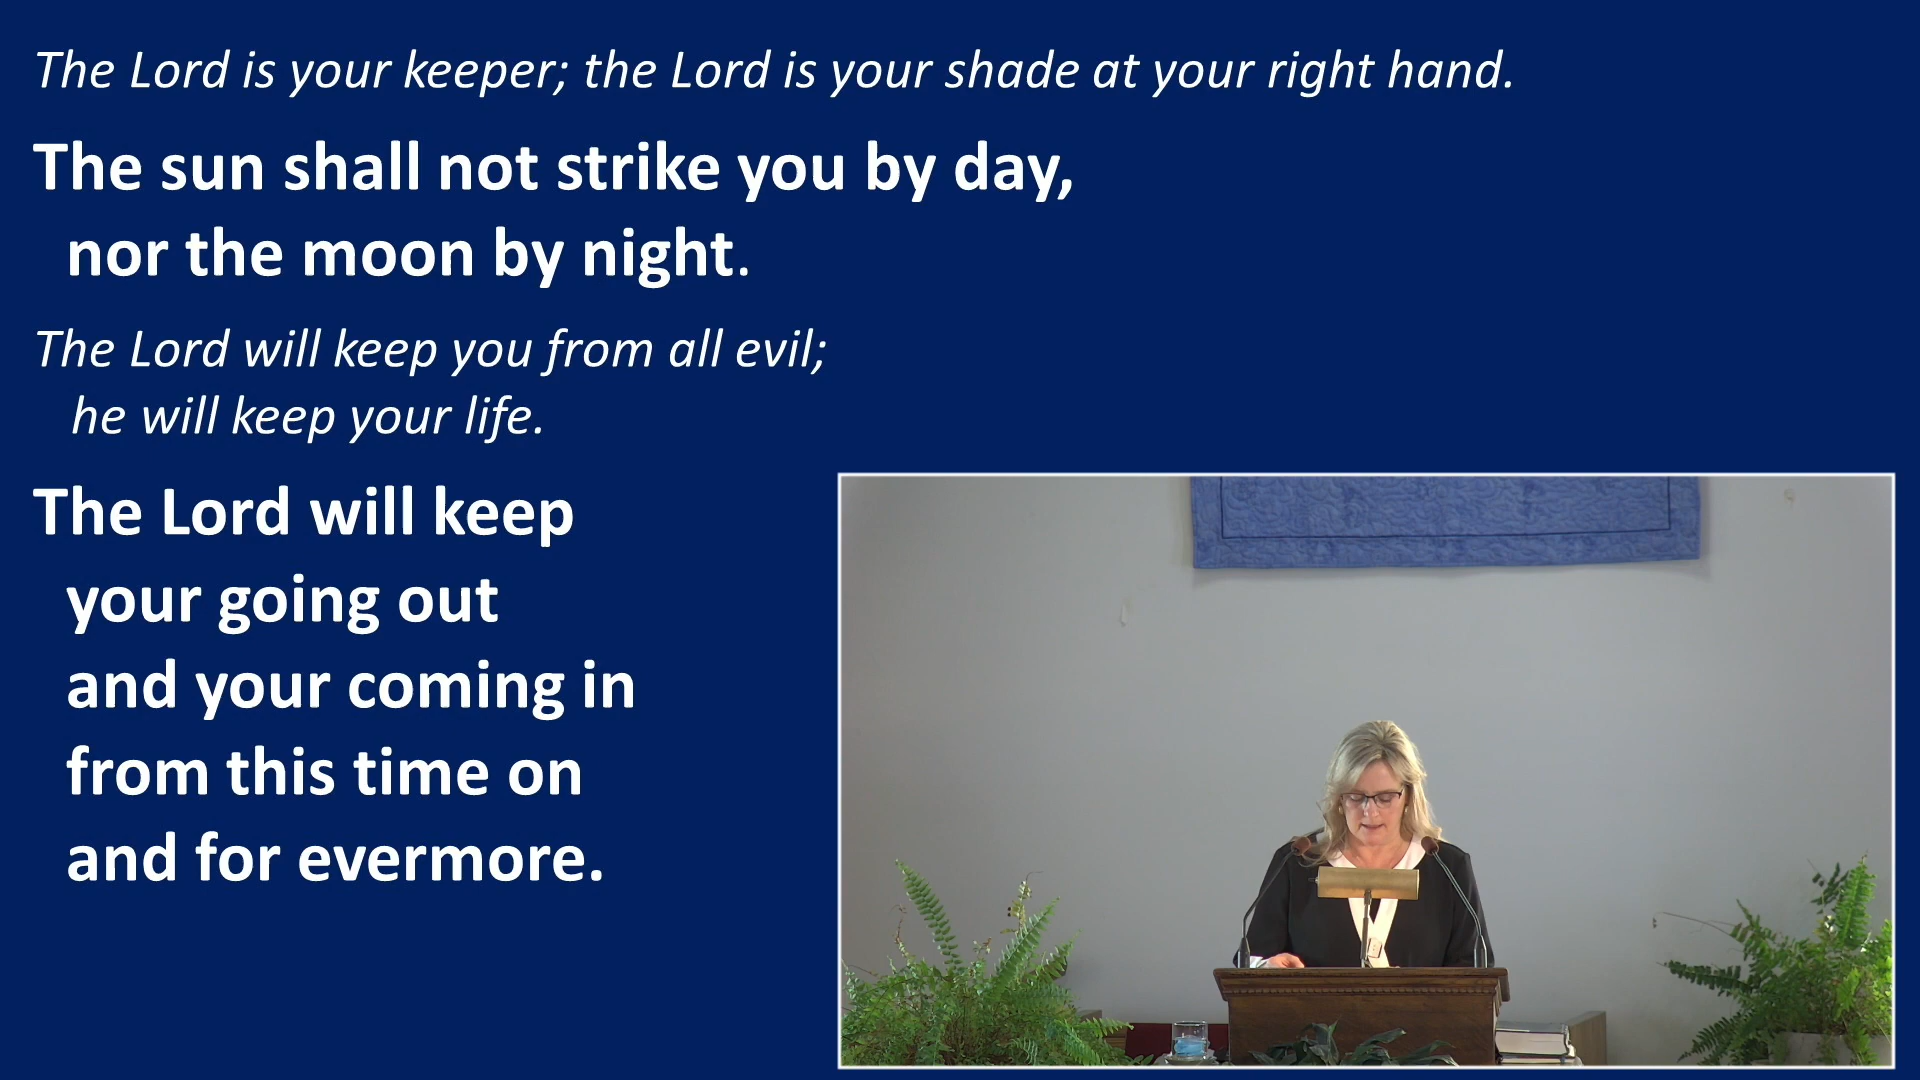 The Lord is your keeper; the Lord is your shade at your right hand.
The sun shall not strike you by day,
nor the moon by night.
The Lord will keep you from all evil;
he will keep your life.
The Lord will keep
your going out
and your coming in
from this time on
and for evermore.